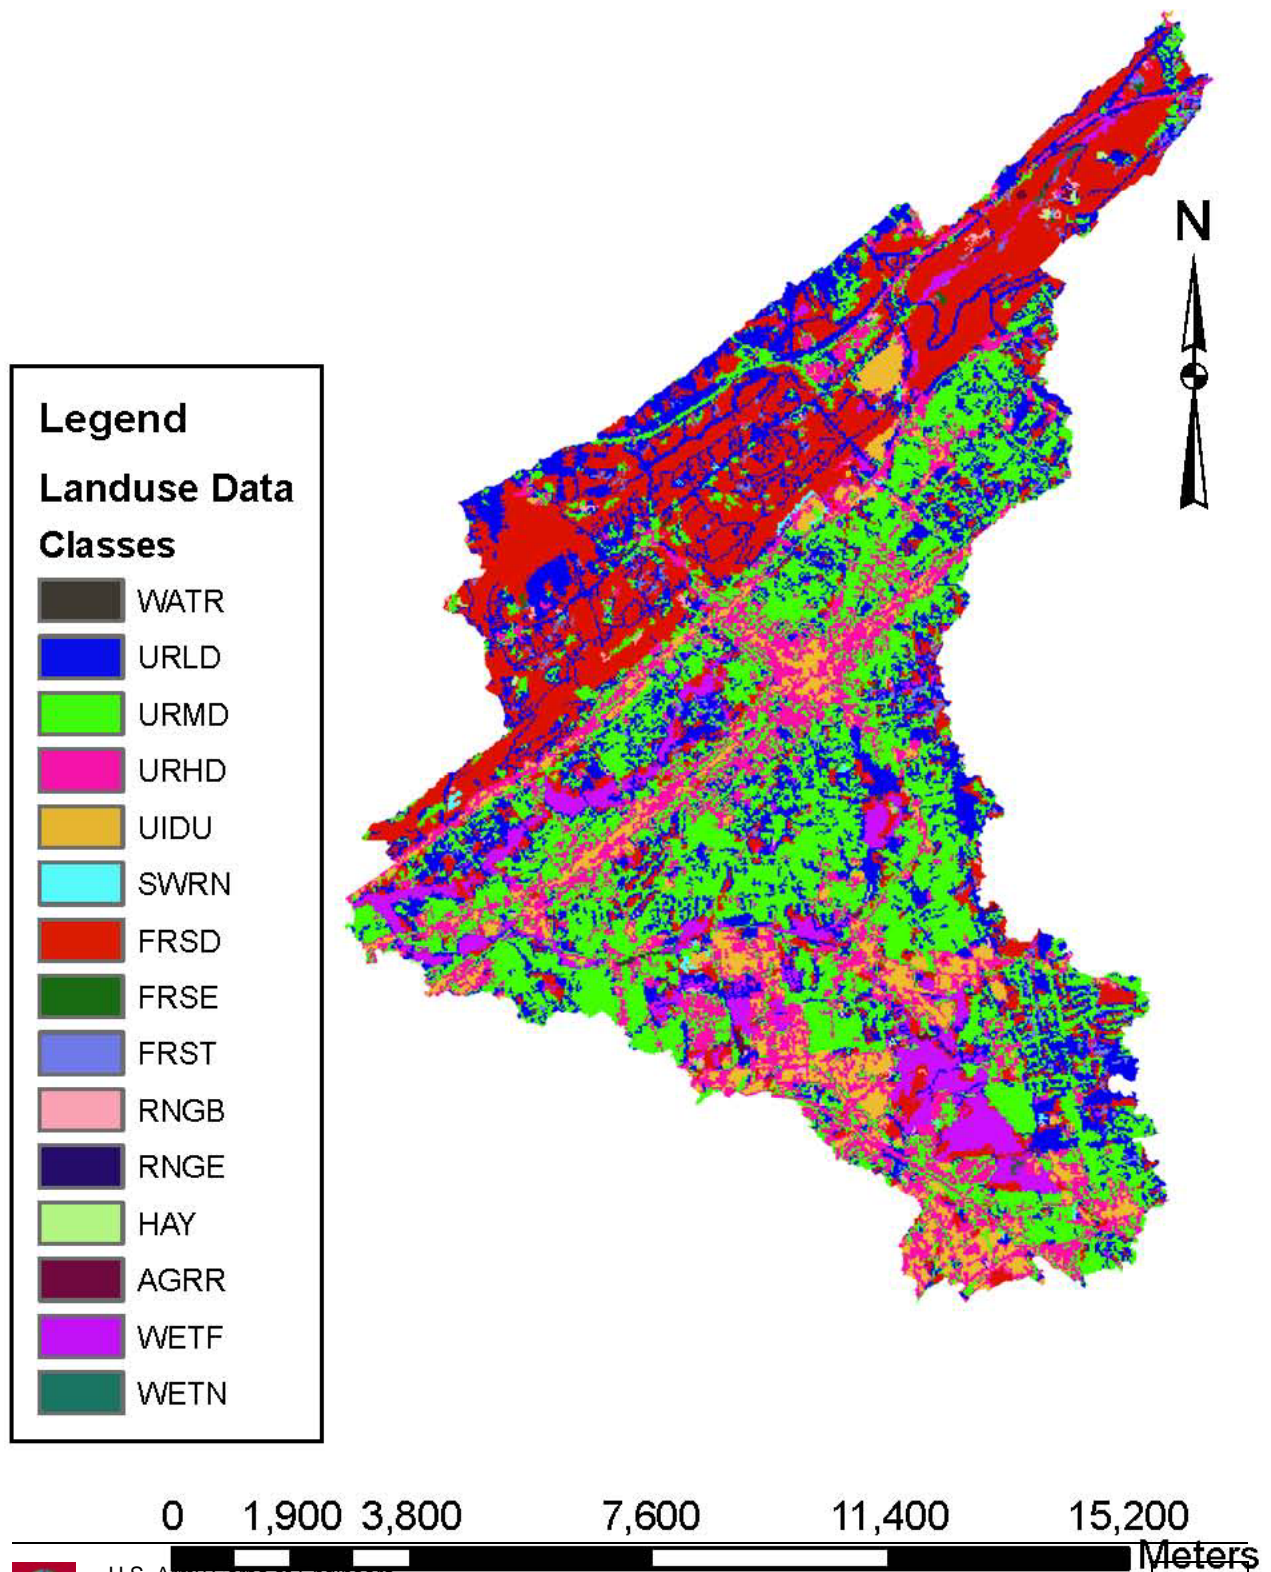 N
Legend
Landuse Data
Classes
WATR
URLD
URMD
URHD
UIDU
SWRN
FRSD
FRSE
FRST
RNGB
RNGE
HAY
AGRR
WETF
WETN
0 1,900 3,800 7,600 11,400 15,200
Meters